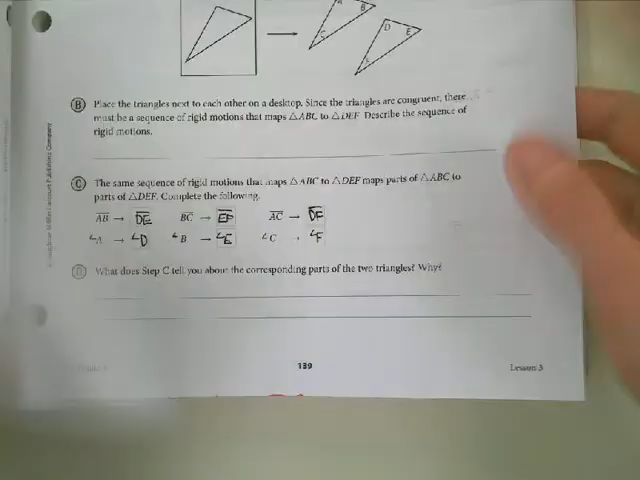 A B
C
D E
Ⓑ Place the triangles next to each other on a desktop. Since the triangles are congruent, there
must be a sequence of rigid motions that maps △ABC to △DEF. Describe the sequence of
rigid motions.
Ⓒ The same sequence of rigid motions that maps △ABC to △DEF maps parts of △ABC to
parts of △DEF. Complete the following.
AB → DE BC → EF AC → DF
∠A → ∠D ∠B → ∠E ∠C → ∠F
Ⓓ What does Step C tell you about the corresponding parts of the two triangles? Why?
139 Lesson 3
Harcourt Publishing Company